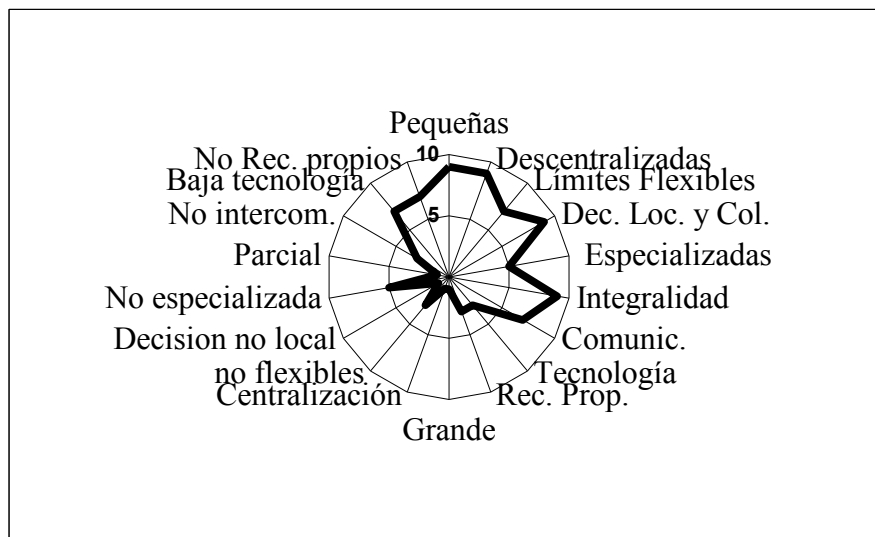 Pequeñas
10
No Rec. propios
Descentralizadas
Baja tecnología
Límites Flexibles
No intercom.
5
Dec. Loc. y Col.
Parcial
Especializadas
No especializada
Integralidad
Decision no local
Comunic.
no flexibles
Tecnología
Centralización
Rec. Prop.
Grande